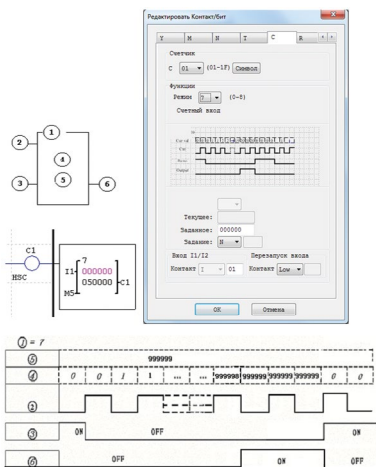 Редактировать Контакт/бит
Y M N T C R
Счетчик
C 01 (01-1F) Символ
Функции
Режим 7 (0-8)
Счетный вход
Текущее:
Заданное: 000000
Задание: N
Вход I1/I2 Перезапуск входа
Контакт I 01 Контакт Low
OK Отмена
1
2
4
3
5
6
C1
HSC
7
I1 000000
050000 C1
M5
① = 7
⑤ 999999
④ 0 0 1 1 ... ... 999998 999999 999999 999999 0 0
②
③ ON OFF ON
⑥ OFF ON OFF